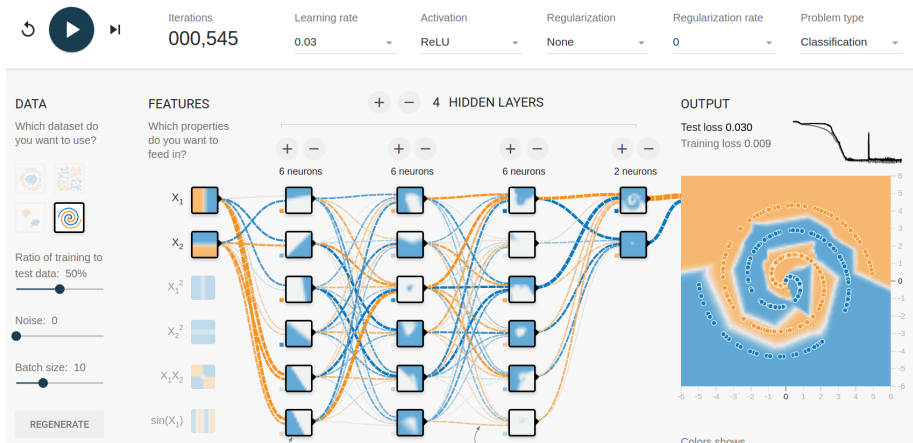 Iterations
000,545
Learning rate
0.03
Activation
ReLU
Regularization
None
Regularization rate
0
Problem type
Classification
DATA
Which dataset do
you want to use?
Ratio of training to
test data: 50%
Noise: 0
Batch size: 10
REGENERATE
FEATURES
Which properties
do you want to
feed in?
X₁
X₂
X₁²
X₂²
X₁X₂
sin(X₁)
+ − 4 HIDDEN LAYERS
+ − + − + − + −
6 neurons 6 neurons 6 neurons 2 neurons
OUTPUT
Test loss 0.030
Training loss 0.009
6
5
4
3
2
1
0
-1
-2
-3
-4
-5
-6
-6 -5 -4 -3 -2 -1 0 1 2 3 4 5 6
Colors shows